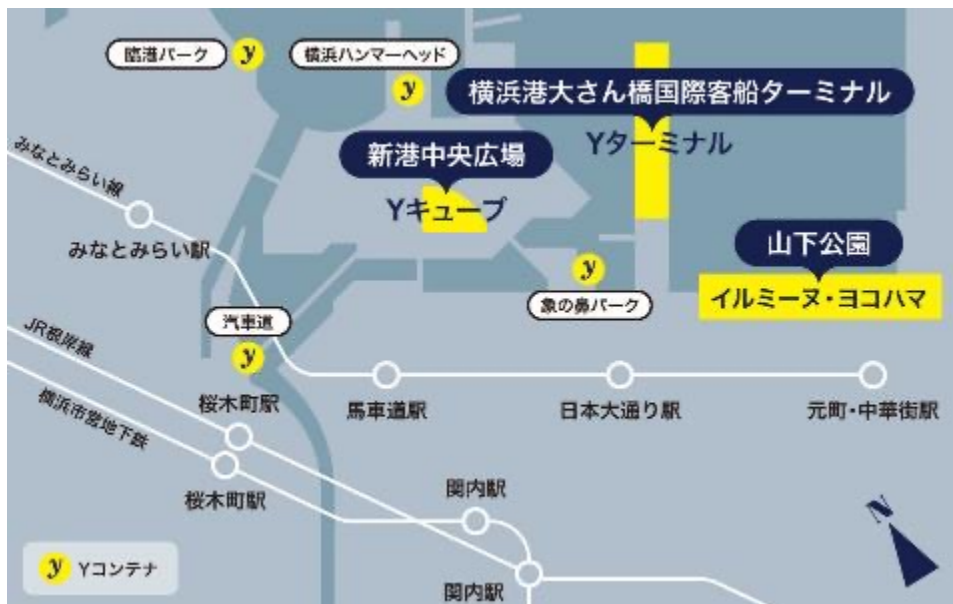 臨港パーク
y
横浜ハンマーヘッド
y
横浜港大さん橋国際客船ターミナル
Yターミナル
新港中央広場
Yキューブ
みなとみらい線
みなとみらい駅
山下公園
イルミーヌ・ヨコハマ
y
象の鼻パーク
汽車道
y
JR根岸線
横浜市営地下鉄
桜木町駅
馬車道駅
日本大通り駅
元町・中華街駅
桜木町駅
関内駅
関内駅
N
y Yコンテナ